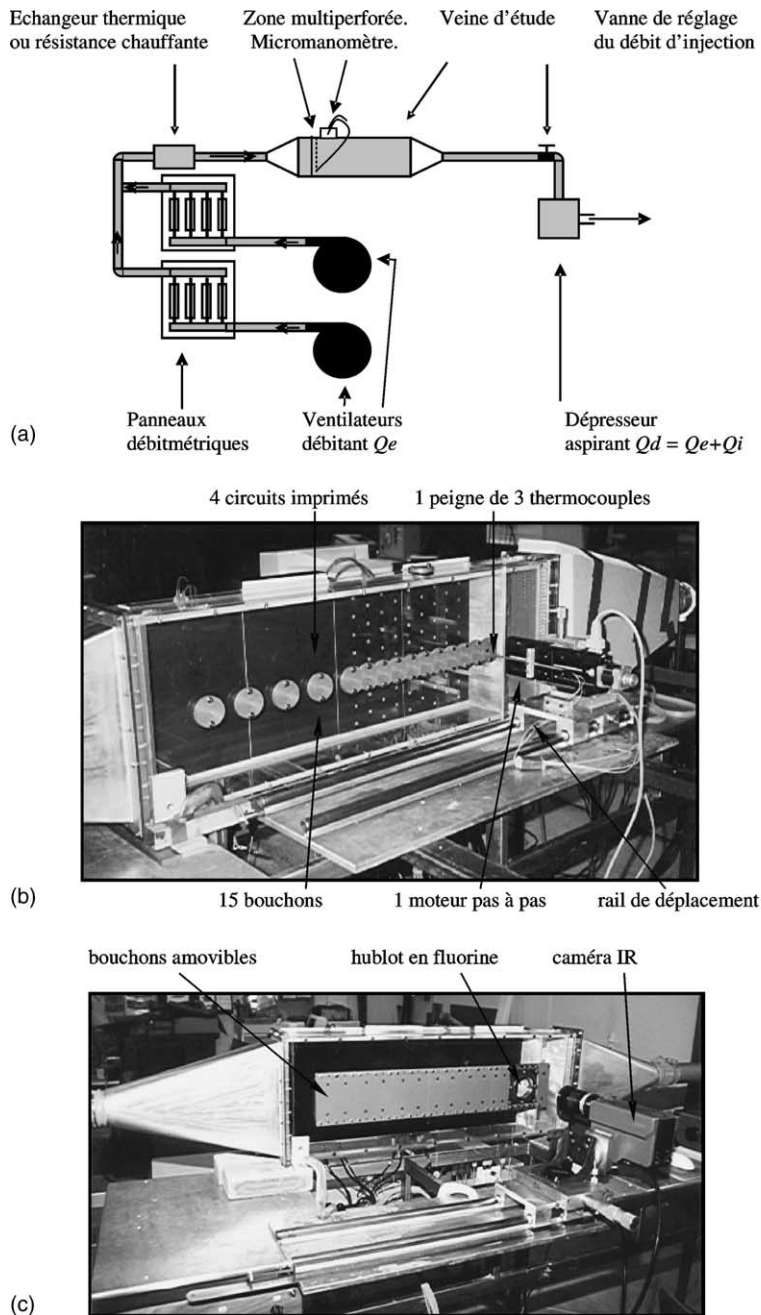 Echangeur thermique
ou résistance chauffante
Zone multiperforée.
Micromanomètre.
Veine d'étude
Vanne de réglage
du débit d'injection
(a)
Panneaux
débitmétriques
Ventilateurs
débitant Qe
Dépresseur
aspirant Qd = Qe+Qi
4 circuits imprimés
1 peigne de 3 thermocouples
(b)
15 bouchons
1 moteur pas à pas
rail de déplacement
bouchons amovibles
hublot en fluorine
caméra IR
(c)